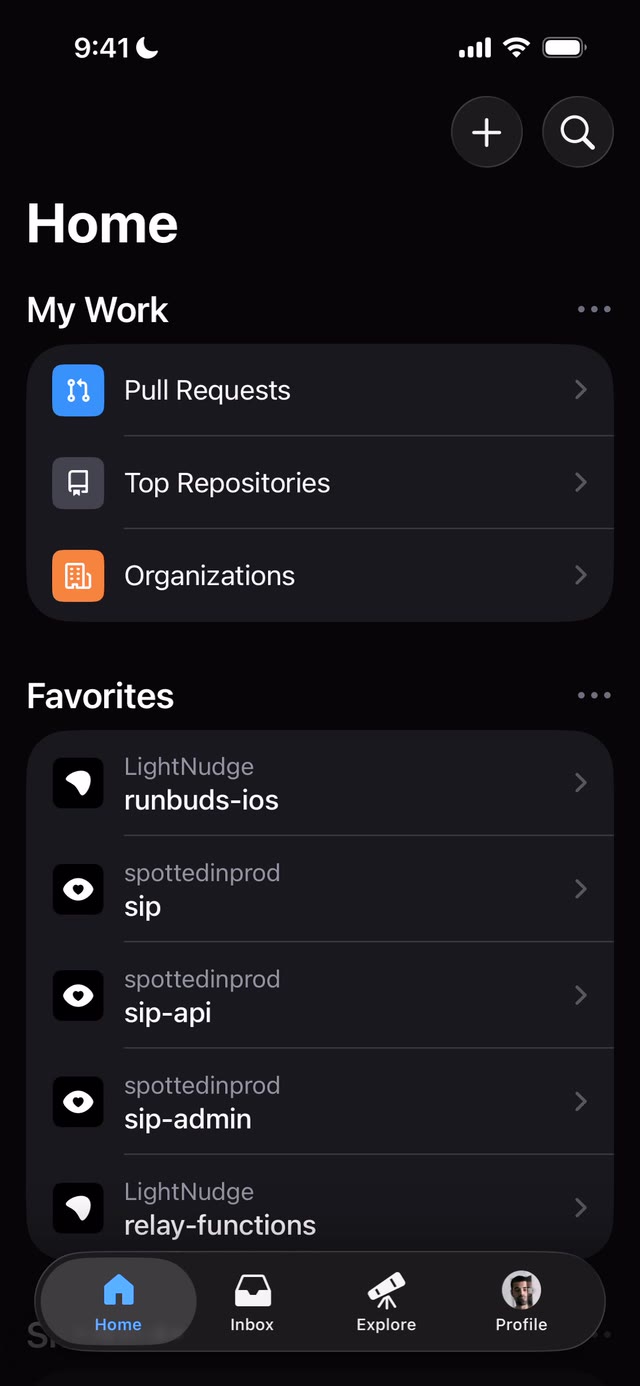 9:41
Home
My Work
Pull Requests
Top Repositories
Organizations
Favorites
LightNudge
runbuds-ios
spottedinprod
sip
spottedinprod
sip-api
spottedinprod
sip-admin
LightNudge
relay-functions
Home
Inbox
Explore
Profile